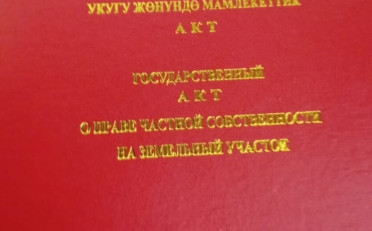 УКУГУ ЖӨНҮНДӨ МАМЛЕКЕТТИК
АКТ
ГОСУДАРСТВЕННЫЙ
АКТ
О ПРАВЕ ЧАСТНОЙ СОБСТВЕННОСТИ
НА ЗЕМЕЛЬНЫЙ УЧАСТОК